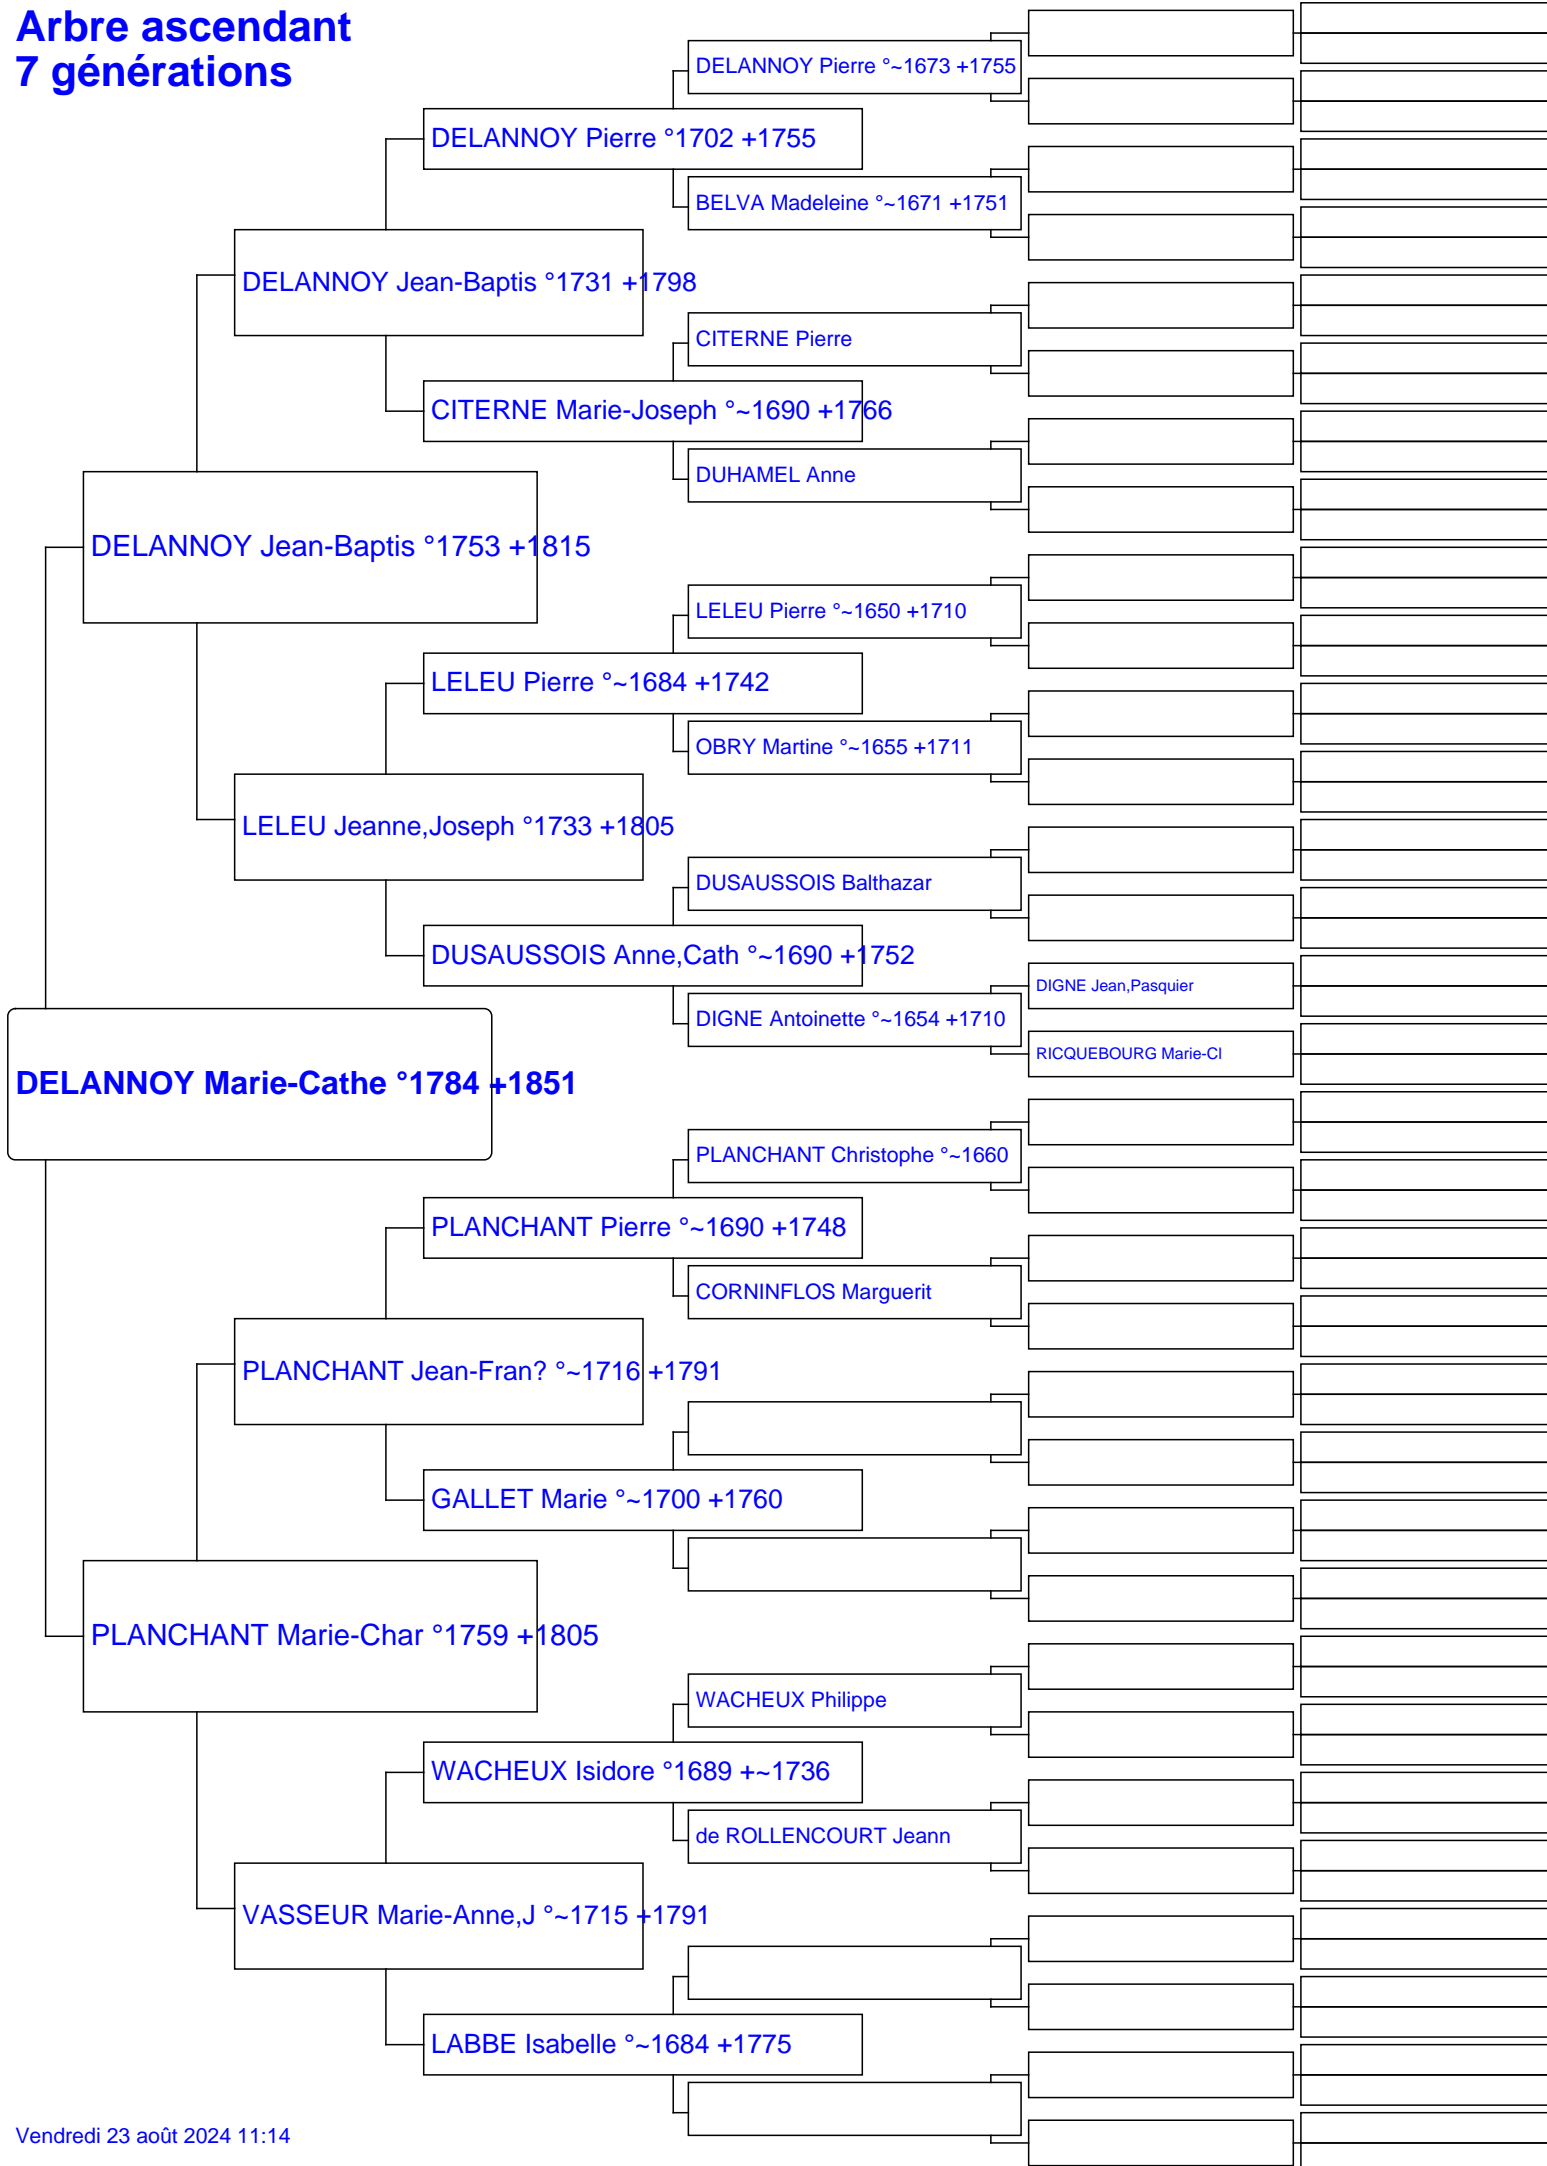 Arbre ascendant
7 générations
DELANNOY Pierre °~1673 +1755
DELANNOY Pierre °1702 +1755
BELVA Madeleine °~1671 +1751
DELANNOY Jean-Baptis °1731 +1798
CITERNE Pierre
CITERNE Marie-Joseph °~1690 +1766
DUHAMEL Anne
DELANNOY Jean-Baptis °1753 +1815
LELEU Pierre °~1650 +1710
LELEU Pierre °~1684 +1742
OBRY Martine °~1655 +1711
LELEU Jeanne,Joseph °1733 +1805
DUSAUSSOIS Balthazar
DUSAUSSOIS Anne,Cath °~1690 +1752
DIGNE Jean,Pasquier
DIGNE Antoinette °~1654 +1710
RICQUEBOURG Marie-Cl
DELANNOY Marie-Cathe °1784 +1851
PLANCHANT Christophe °~1660
PLANCHANT Pierre °~1690 +1748
CORNINFLOS Marguerit
PLANCHANT Jean-Fran? °~1716 +1791
GALLET Marie °~1700 +1760
PLANCHANT Marie-Char °1759 +1805
WACHEUX Philippe
WACHEUX Isidore °1689 +~1736
de ROLLENCOURT Jeann
VASSEUR Marie-Anne,J °~1715 +1791
LABBE Isabelle °~1684 +1775
Vendredi 23 août 2024 11:14